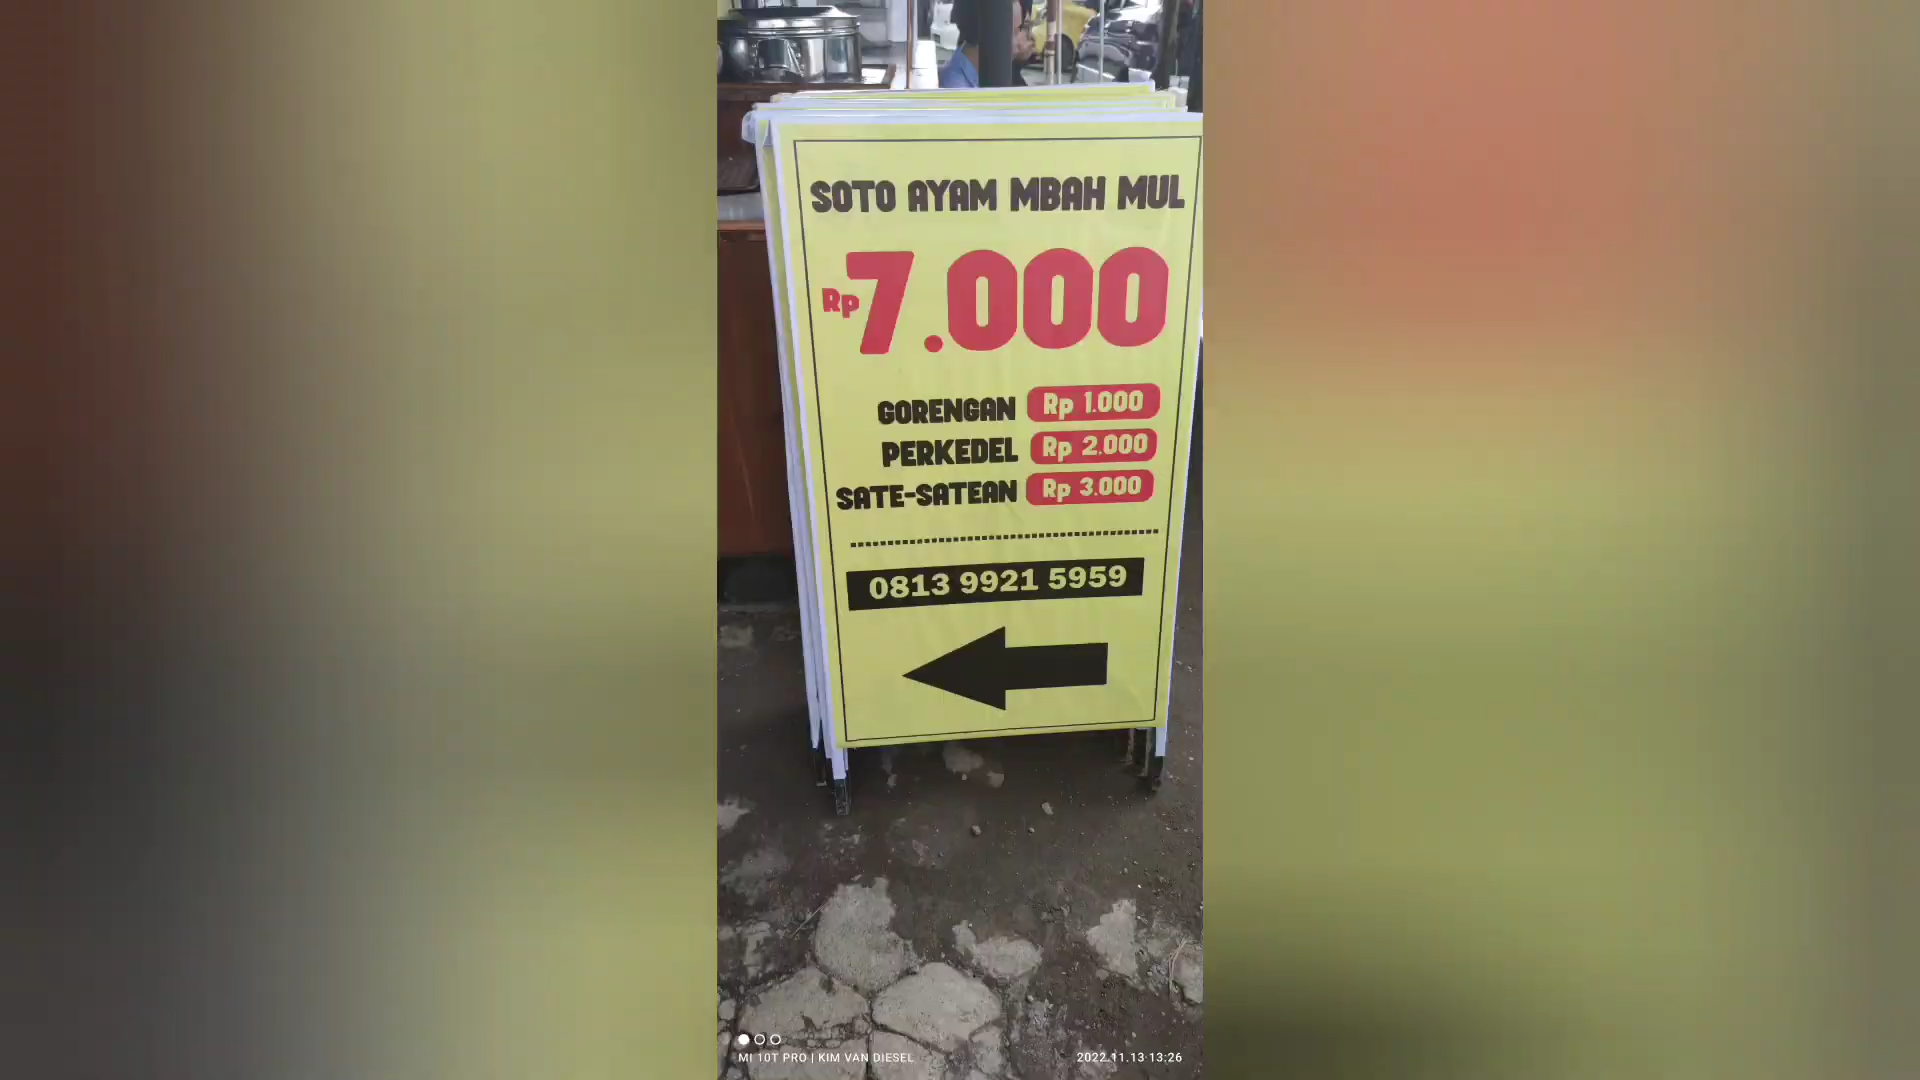 SOTO AYAM MBAH MUL
Rp 7.000
GORENGAN Rp 1.000
PERKEDEL Rp 2.000
SATE-SATEAN Rp 3.000
0813 9921 5959
MI 10T PRO | KIM VAN DIESEL 2022.11.13 13:26